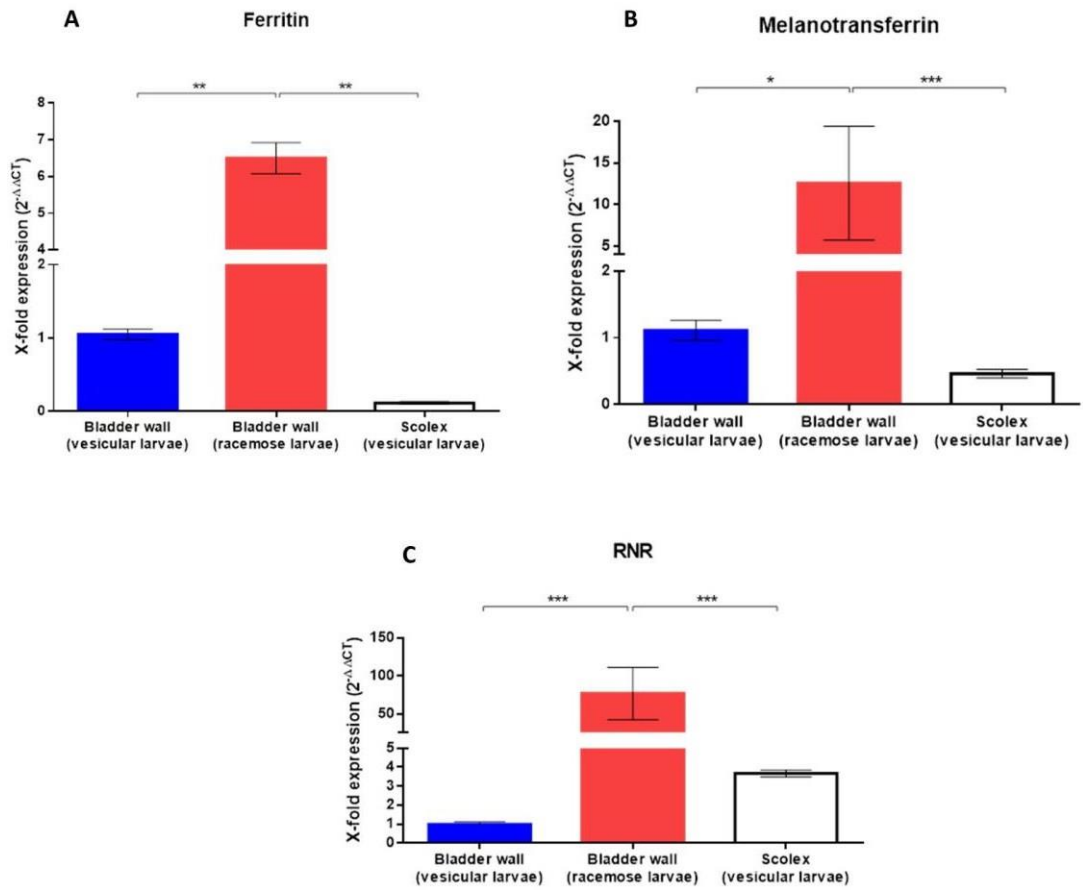 A
Ferritin
** **
X-fold expression (2^-ΔΔCT)
8
7
6
5
4
2
1
0
Bladder wall
(vesicular larvae)
Bladder wall
(racemose larvae)
Scolex
(vesicular larvae)
B
Melanotransferrin
* ***
X-fold expression (2^-ΔΔCT)
20
15
10
5
2
1
0
Bladder wall
(vesicular larvae)
Bladder wall
(racemose larvae)
Scolex
(vesicular larvae)
C
RNR
*** ***
X-fold expression (2^-ΔΔCT)
150
100
50
5
4
3
2
1
0
Bladder wall
(vesicular larvae)
Bladder wall
(racemose larvae)
Scolex
(vesicular larvae)